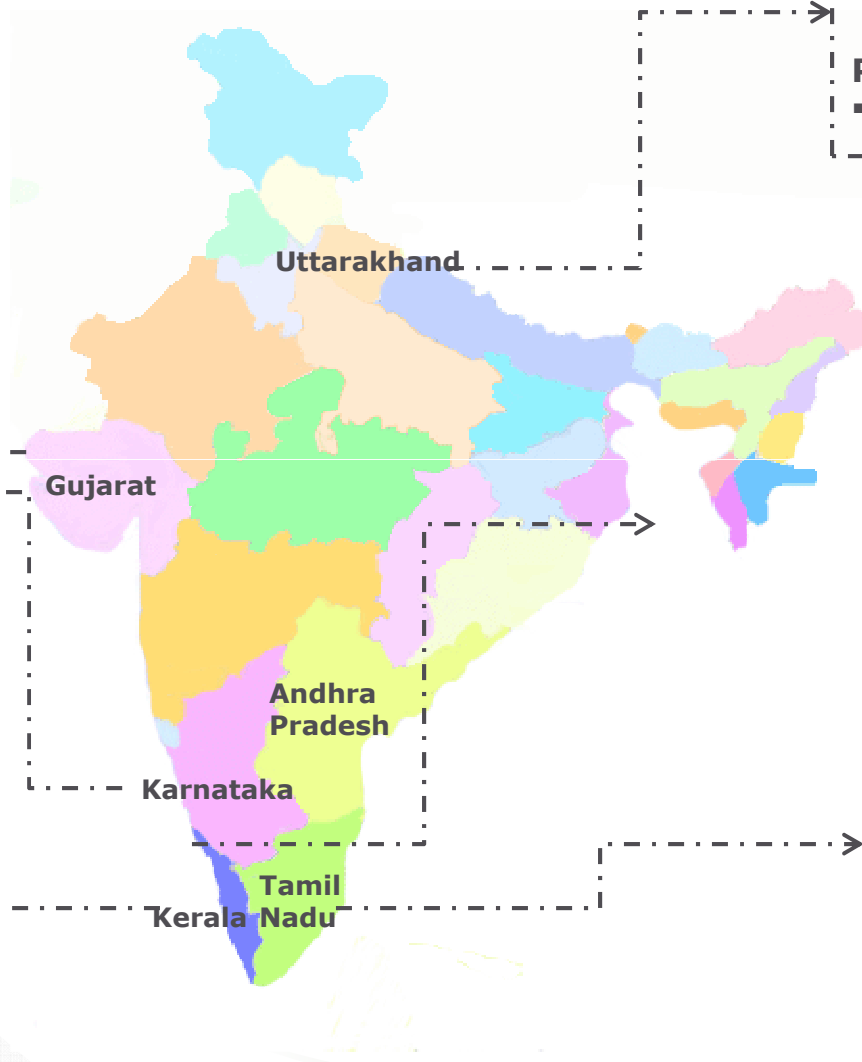 Uttarakhand
Gujarat
Andhra
Pradesh
Karnataka
Tamil
Kerala Nadu